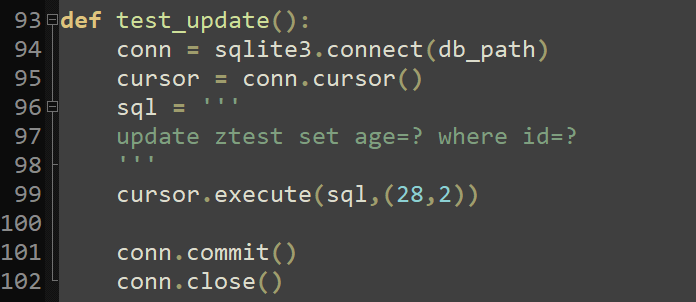 93 def test_update():
94     conn = sqlite3.connect(db_path)
95     cursor = conn.cursor()
96     sql = '''
97     update ztest set age=? where id=?
98     '''
99     cursor.execute(sql,(28,2))
100
101     conn.commit()
102     conn.close()